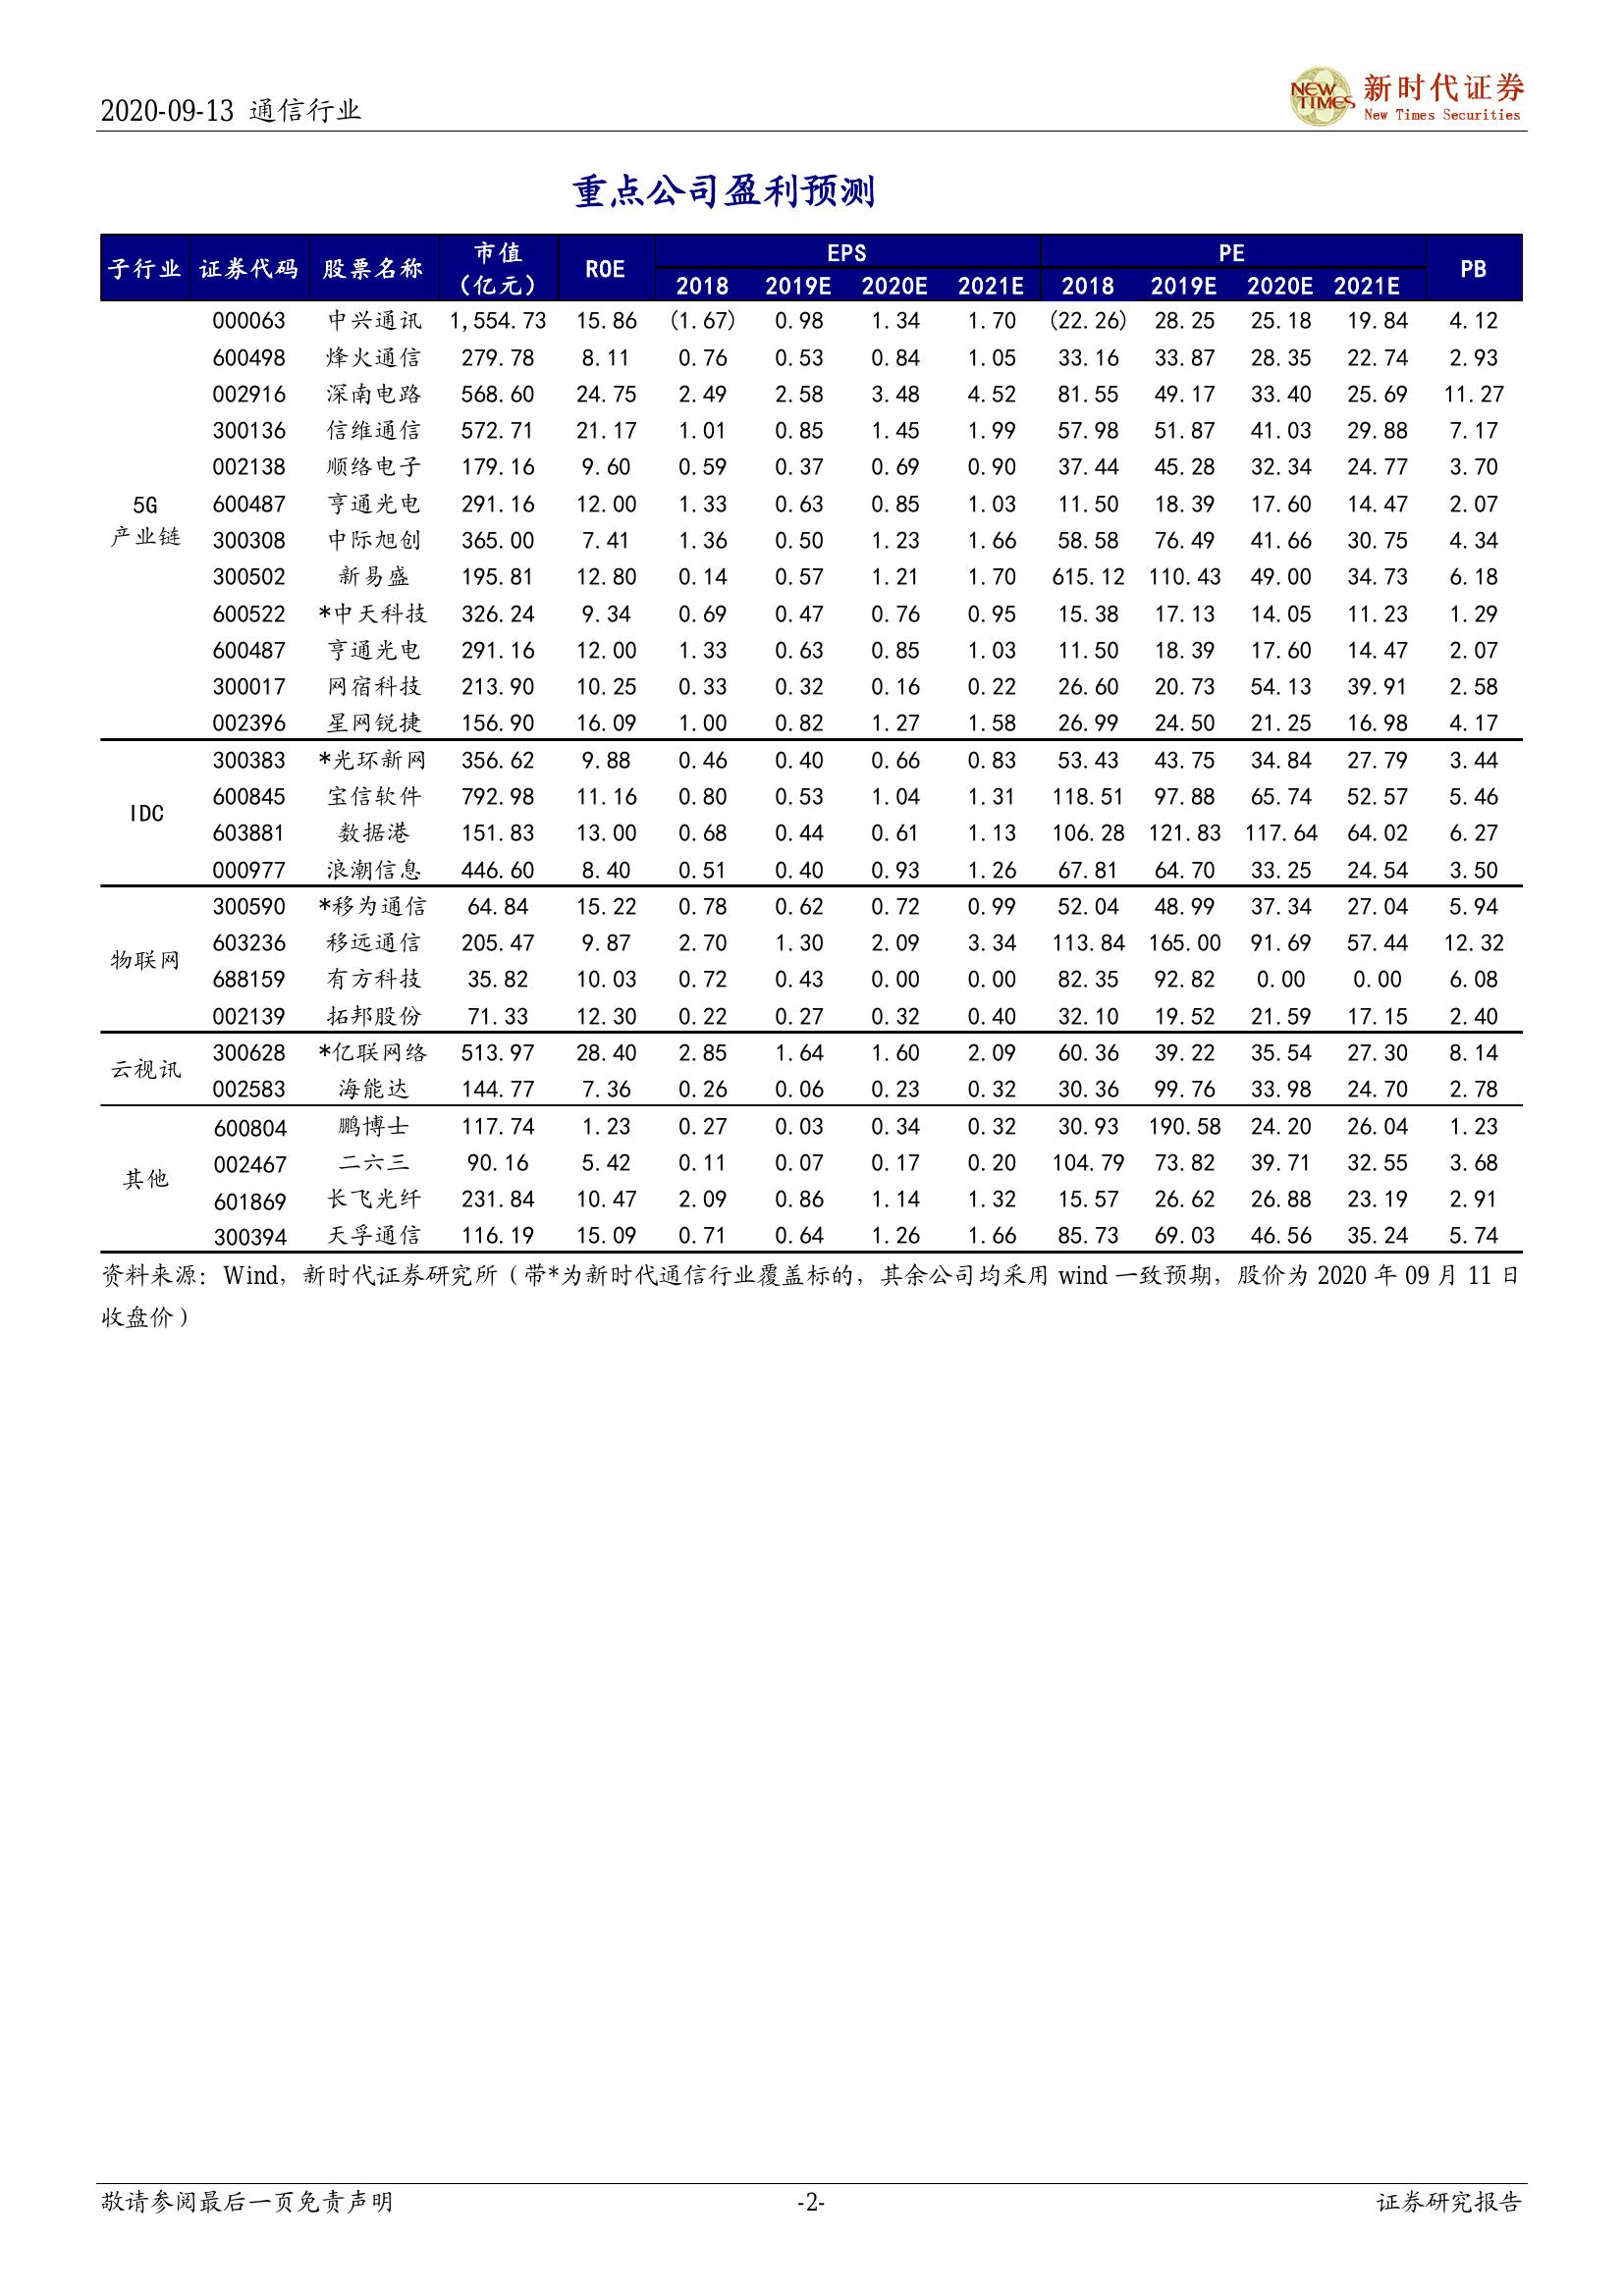 2020-09-13 通信行业
NEW TIMES 新时代证券
New Times Securities
重点公司盈利预测
子行业 证券代码 股票名称 市值（亿元） ROE EPS PE PB
2018 2019E 2020E 2021E 2018 2019E 2020E 2021E
000063 中兴通讯 1,554.73 15.86 (1.67) 0.98 1.34 1.70 (22.26) 28.25 25.18 19.84 4.12
600498 烽火通信 279.78 8.11 0.76 0.53 0.84 1.05 33.16 33.87 28.35 22.74 2.93
002916 深南电路 568.60 24.75 2.49 2.58 3.48 4.52 81.55 49.17 33.40 25.69 11.27
300136 信维通信 572.71 21.17 1.01 0.85 1.45 1.99 57.98 51.87 41.03 29.88 7.17
002138 顺络电子 179.16 9.60 0.59 0.37 0.69 0.90 37.44 45.28 32.34 24.77 3.70
5G
产业链
600487 亨通光电 291.16 12.00 1.33 0.63 0.85 1.03 11.50 18.39 17.60 14.47 2.07
300308 中际旭创 365.00 7.41 1.36 0.50 1.23 1.66 58.58 76.49 41.66 30.75 4.34
300502 新易盛 195.81 12.80 0.14 0.57 1.21 1.70 615.12 110.43 49.00 34.73 6.18
600522 *中天科技 326.24 9.34 0.69 0.47 0.76 0.95 15.38 17.13 14.05 11.23 1.29
600487 亨通光电 291.16 12.00 1.33 0.63 0.85 1.03 11.50 18.39 17.60 14.47 2.07
300017 网宿科技 213.90 10.25 0.33 0.32 0.16 0.22 26.60 20.73 54.13 39.91 2.58
002396 星网锐捷 156.90 16.09 1.00 0.82 1.27 1.58 26.99 24.50 21.25 16.98 4.17
IDC
300383 *光环新网 356.62 9.88 0.46 0.40 0.66 0.83 53.43 43.75 34.84 27.79 3.44
600845 宝信软件 792.98 11.16 0.80 0.53 1.04 1.31 118.51 97.88 65.74 52.57 5.46
603881 数据港 151.83 13.00 0.68 0.44 0.61 1.13 106.28 121.83 117.64 64.02 6.27
000977 浪潮信息 446.60 8.40 0.51 0.40 0.93 1.26 67.81 64.70 33.25 24.54 3.50
物联网
300590 *移为通信 64.84 15.22 0.78 0.62 0.72 0.99 52.04 48.99 37.34 27.04 5.94
603236 移远通信 205.47 9.87 2.70 1.30 2.09 3.34 113.84 165.00 91.69 57.44 12.32
688159 有方科技 35.82 10.03 0.72 0.43 0.00 0.00 82.35 92.82 0.00 0.00 6.08
002139 拓邦股份 71.33 12.30 0.22 0.27 0.32 0.40 32.10 19.52 21.59 17.15 2.40
云视讯
300628 *亿联网络 513.97 28.40 2.85 1.64 1.60 2.09 60.36 39.22 35.54 27.30 8.14
002583 海能达 144.77 7.36 0.26 0.06 0.23 0.32 30.36 99.76 33.98 24.70 2.78
其他
600804 鹏博士 117.74 1.23 0.27 0.03 0.34 0.32 30.93 190.58 24.20 26.04 1.23
002467 二六三 90.16 5.42 0.11 0.07 0.17 0.20 104.79 73.82 39.71 32.55 3.68
601869 长飞光纤 231.84 10.47 2.09 0.86 1.14 1.32 15.57 26.62 26.88 23.19 2.91
300394 天孚通信 116.19 15.09 0.71 0.64 1.26 1.66 85.73 69.03 46.56 35.24 5.74
资料来源：Wind，新时代证券研究所（带*为新时代通信行业覆盖标的，其余公司均采用 wind 一致预期，股价为 2020 年 09 月 11 日
收盘价）
敬请参阅最后一页免责声明 -2- 证券研究报告